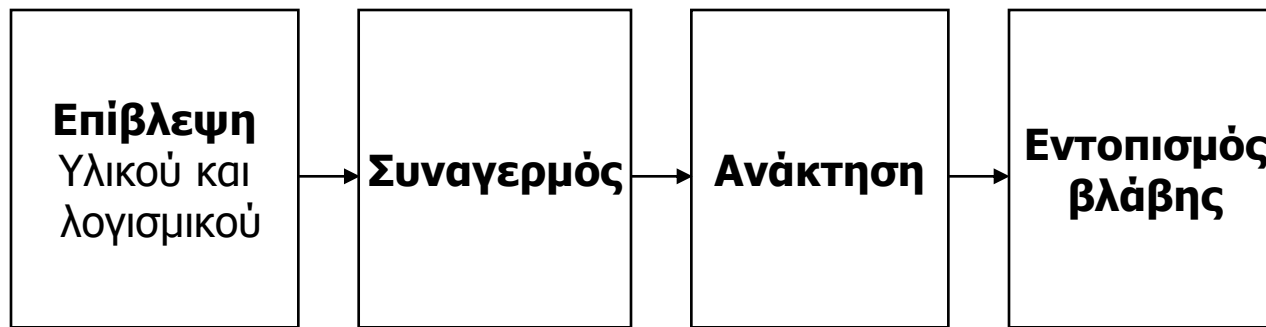 Επίβλεψη
Υλικού και
λογισμικού
Συναγερμός
Ανάκτηση
Εντοπισμός
βλάβης